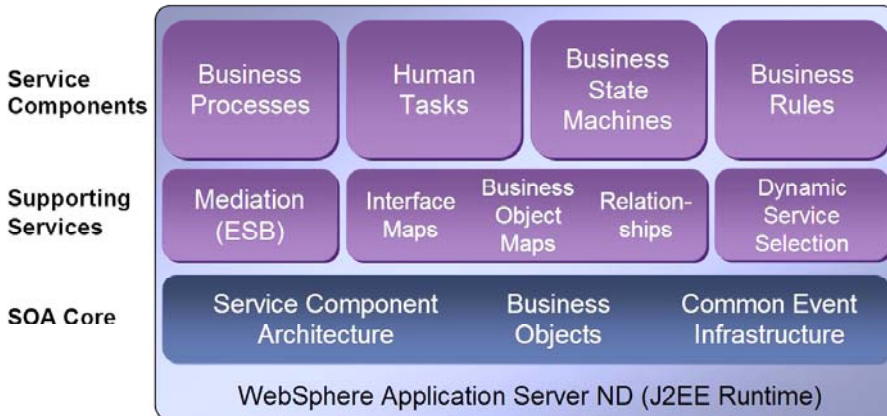 Service
Components
Business
Processes
Human
Tasks
Business
State
Machines
Business
Rules
Supporting
Services
Mediation
(ESB)
Interface
Maps
Business
Object
Maps
Relation-
ships
Dynamic
Service
Selection
SOA Core
Service Component
Architecture
Business
Objects
Common Event
Infrastructure
WebSphere Application Server ND (J2EE Runtime)